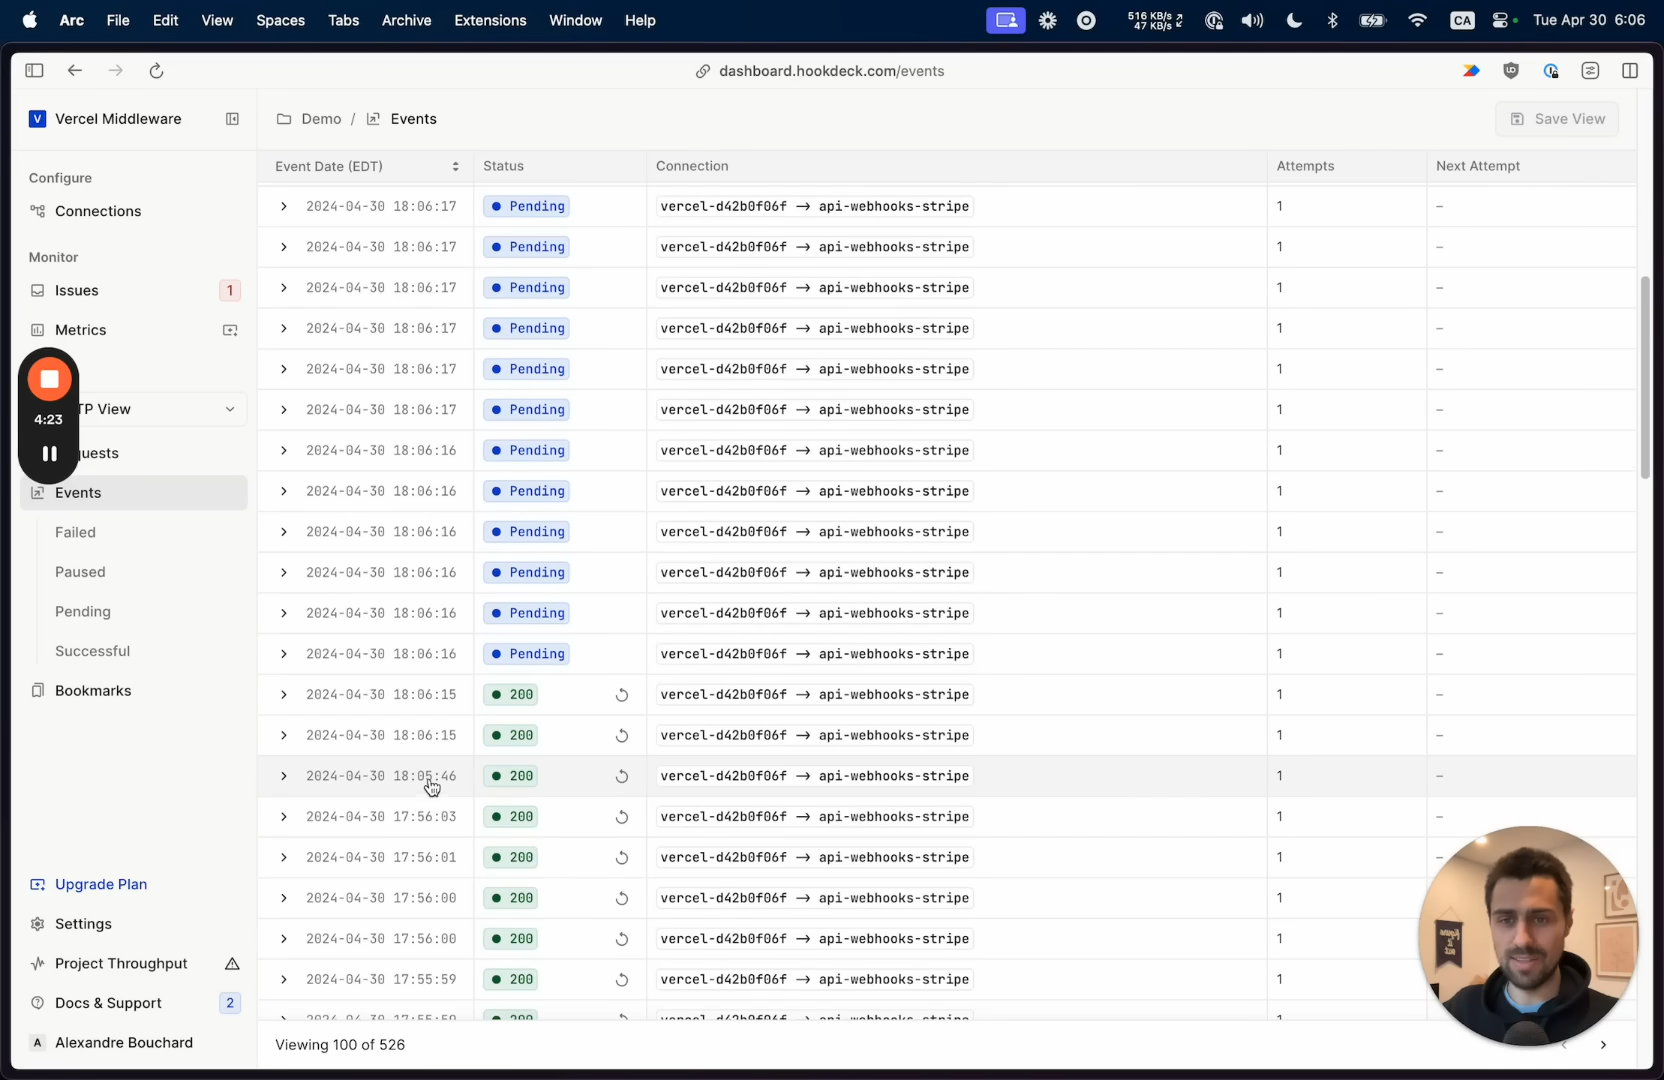 Arc File Edit View Spaces Tabs Archive Extensions Window Help 516 KB/s 47 KB/s CA Tue Apr 30 6:06
dashboard.hookdeck.com/events
V Vercel Middleware
Demo / Events
Save View
Configure
Connections
Monitor
Issues 1
Metrics
4:23
TP View
quests
Events
Failed
Paused
Pending
Successful
Bookmarks
Upgrade Plan
Settings
Project Throughput
Docs & Support 2
A Alexandre Bouchard
Event Date (EDT) Status Connection Attempts Next Attempt
2024-04-30 18:06:17 Pending vercel-d42b0f06f → api-webhooks-stripe 1 –
2024-04-30 18:06:17 Pending vercel-d42b0f06f → api-webhooks-stripe 1 –
2024-04-30 18:06:17 Pending vercel-d42b0f06f → api-webhooks-stripe 1 –
2024-04-30 18:06:17 Pending vercel-d42b0f06f → api-webhooks-stripe 1 –
2024-04-30 18:06:17 Pending vercel-d42b0f06f → api-webhooks-stripe 1 –
2024-04-30 18:06:17 Pending vercel-d42b0f06f → api-webhooks-stripe 1 –
2024-04-30 18:06:16 Pending vercel-d42b0f06f → api-webhooks-stripe 1 –
2024-04-30 18:06:16 Pending vercel-d42b0f06f → api-webhooks-stripe 1 –
2024-04-30 18:06:16 Pending vercel-d42b0f06f → api-webhooks-stripe 1 –
2024-04-30 18:06:16 Pending vercel-d42b0f06f → api-webhooks-stripe 1 –
2024-04-30 18:06:16 Pending vercel-d42b0f06f → api-webhooks-stripe 1 –
2024-04-30 18:06:16 Pending vercel-d42b0f06f → api-webhooks-stripe 1 –
2024-04-30 18:06:15 200 vercel-d42b0f06f → api-webhooks-stripe 1 –
2024-04-30 18:06:15 200 vercel-d42b0f06f → api-webhooks-stripe 1 –
2024-04-30 18:05:46 200 vercel-d42b0f06f → api-webhooks-stripe 1 –
2024-04-30 17:56:03 200 vercel-d42b0f06f → api-webhooks-stripe 1 –
2024-04-30 17:56:01 200 vercel-d42b0f06f → api-webhooks-stripe 1 –
2024-04-30 17:56:00 200 vercel-d42b0f06f → api-webhooks-stripe 1
2024-04-30 17:56:00 200 vercel-d42b0f06f → api-webhooks-stripe 1
2024-04-30 17:55:59 200 vercel-d42b0f06f → api-webhooks-stripe 1
Viewing 100 of 526